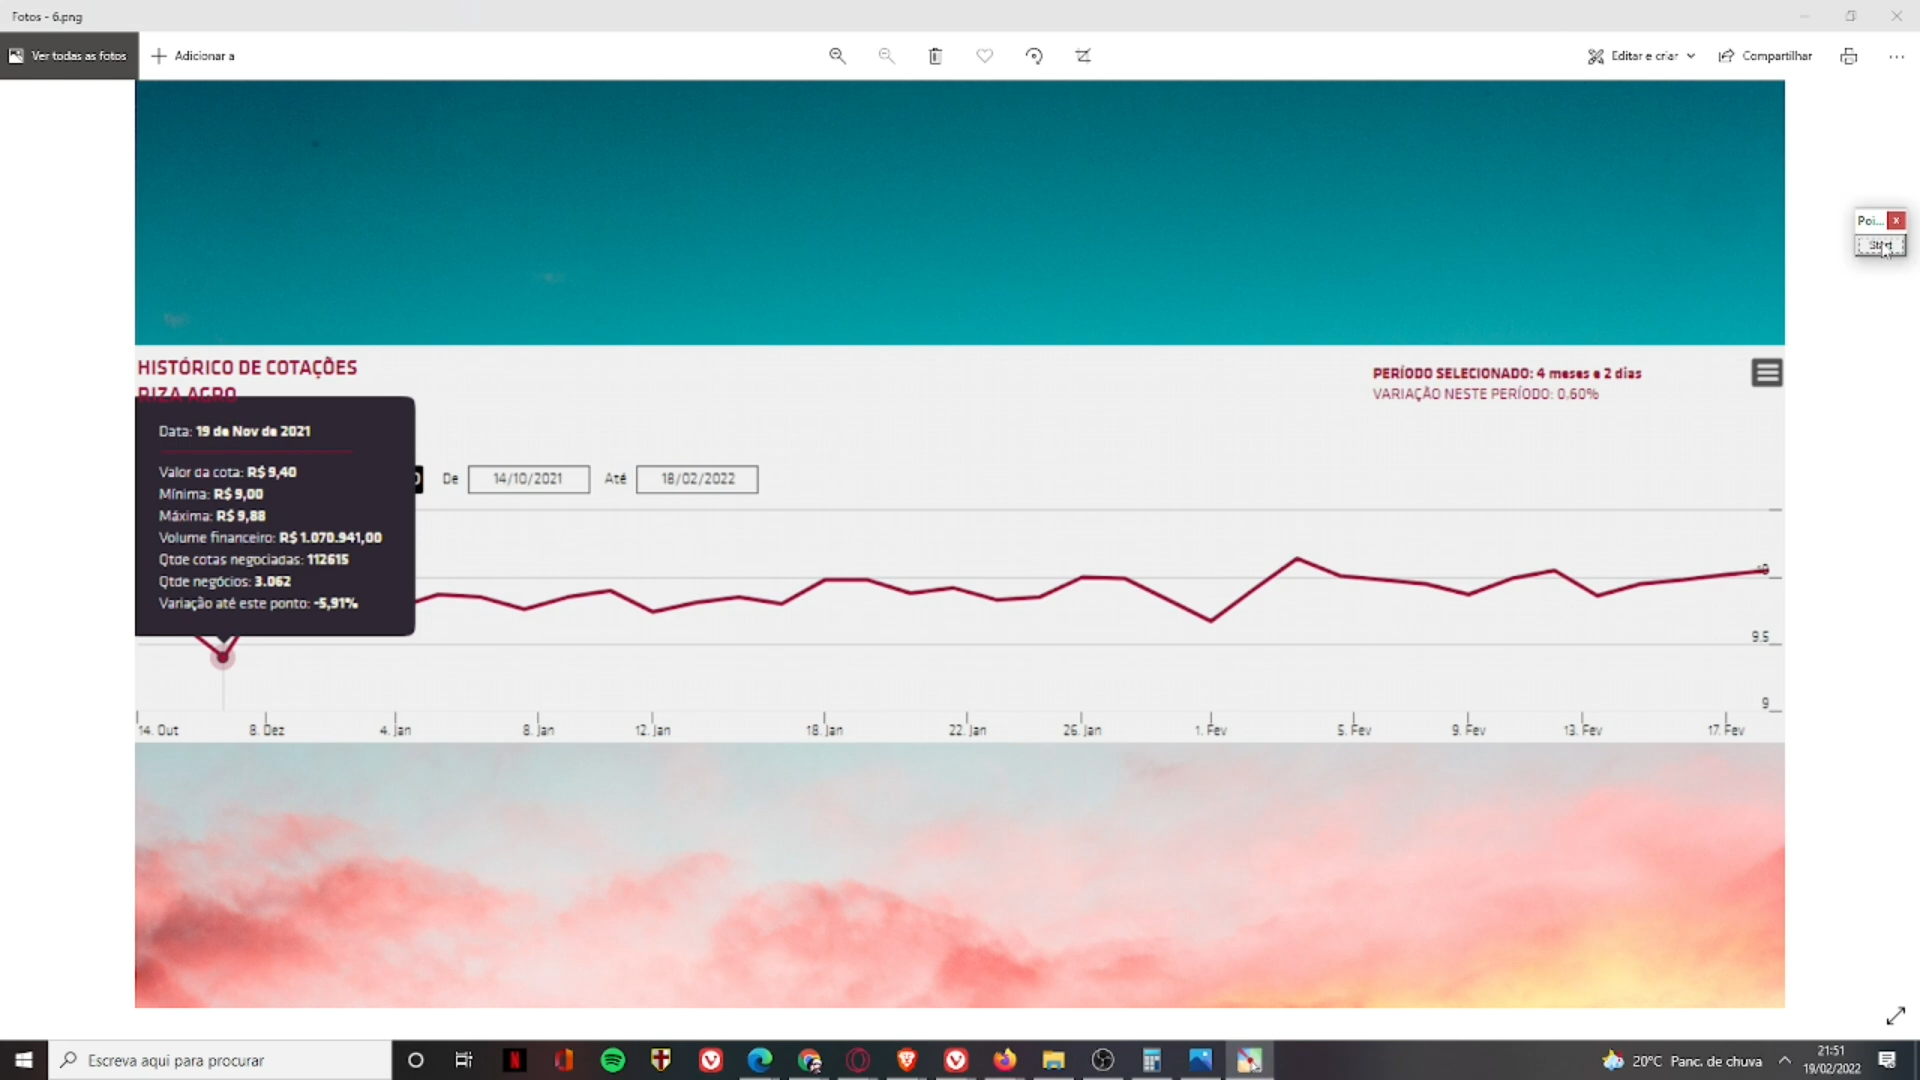 Fotos - 6.png
Ver todas as fotos
Adicionar a
Editar e criar
Compartilhar
Poi... x
Start
HISTÓRICO DE COTAÇÕES
RIZA AGRO
PERÍODO SELECIONADO: 4 meses e 2 dias
VARIAÇÃO NESTE PERÍODO: 0,60%
Data: 19 de Nov de 2021
Valor da cota: R$ 9,40
Mínima: R$ 9,00
Máxima: R$ 9,88
Volume financeiro: R$ 1.070.941,00
Qtde cotas negociadas: 112615
Qtde negócios: 3.062
Variação até este ponto: -5,91%
De 14/10/2021 Até 18/02/2022
10
9.5
9
14. Out 8. Dez 4. Jan 8. Jan 12. Jan 18. Jan 22. Jan 26. Jan 1. Fev 5. Fev 9. Fev 13. Fev 17. Fev
Escreva aqui para procurar
20°C Panc. de chuva
21:51
19/02/2022